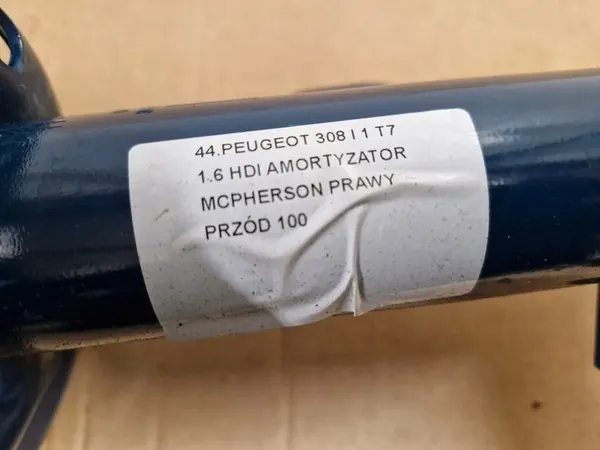 44.PEUGEOT 308 I 1 T7
1.6 HDI AMORTYZATOR
MCPHERSON PRAWY
PRZÓD 100